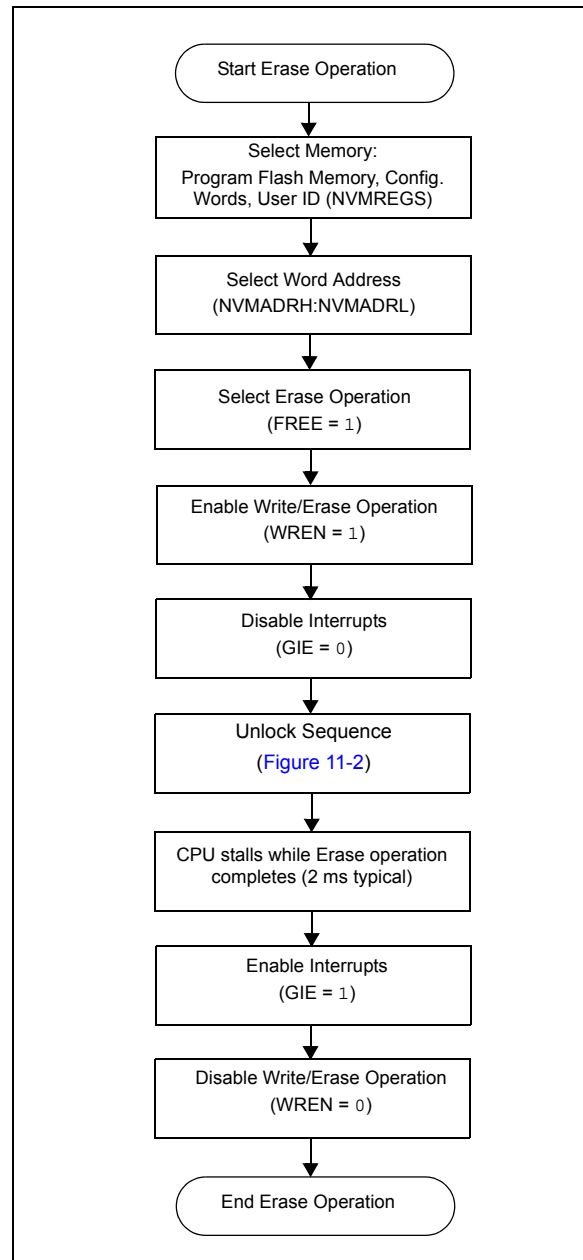 Start Erase Operation
Select Memory:
Program Flash Memory, Config.
Words, User ID (NVMREGS)
Select Word Address
(NVMADRH:NVMADRL)
Select Erase Operation
(FREE = 1)
Enable Write/Erase Operation
(WREN = 1)
Disable Interrupts
(GIE = 0)
Unlock Sequence
(Figure 11-2)
CPU stalls while Erase operation
completes (2 ms typical)
Enable Interrupts
(GIE = 1)
Disable Write/Erase Operation
(WREN = 0)
End Erase Operation